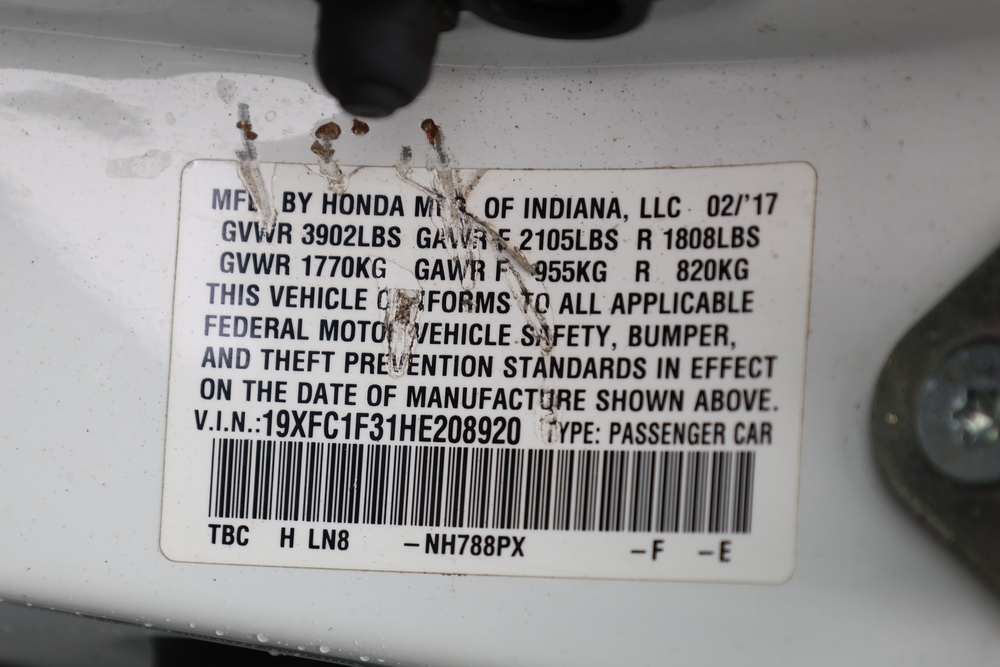 MFD. BY HONDA MFG. OF INDIANA, LLC 02/'17
GVWR 3902LBS GAWR F 2105LBS R 1808LBS
GVWR 1770KG GAWR F 955KG R 820KG
THIS VEHICLE CONFORMS TO ALL APPLICABLE
FEDERAL MOTOR VEHICLE SAFETY, BUMPER,
AND THEFT PREVENTION STANDARDS IN EFFECT
ON THE DATE OF MANUFACTURE SHOWN ABOVE.
V.I.N.:19XFC1F31HE208920 TYPE: PASSENGER CAR
TBC H LN8 –NH788PX –F –E